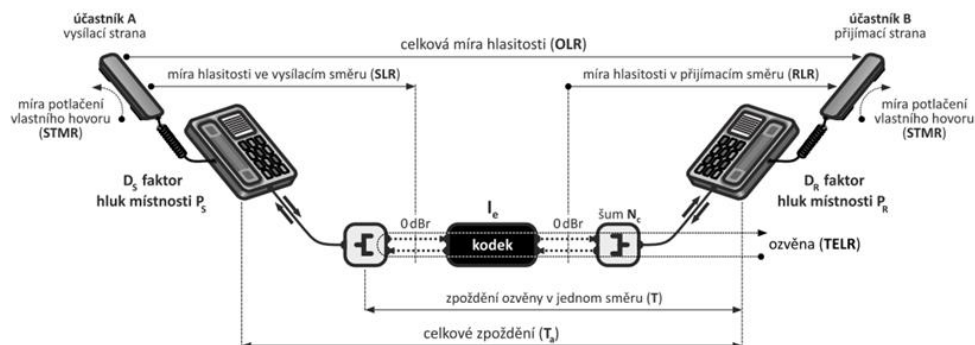 účastník A
vysílací strana
účastník B
přijímací strana
celková míra hlasitosti (OLR)
míra hlasitosti ve vysílacím směru (SLR)
míra hlasitosti v přijímacím směru (RLR)
míra potlačení
vlastního hovoru
(STMR)
míra potlačení
vlastního hovoru
(STMR)
DS faktor
hluk místnosti PS
DR faktor
hluk místnosti PR
0 dBr
Ie
0 dBr
šum Nc
kodek
ozvěna (TELR)
zpoždění ozvěny v jednom směru (T)
celkové zpoždění (Ta)